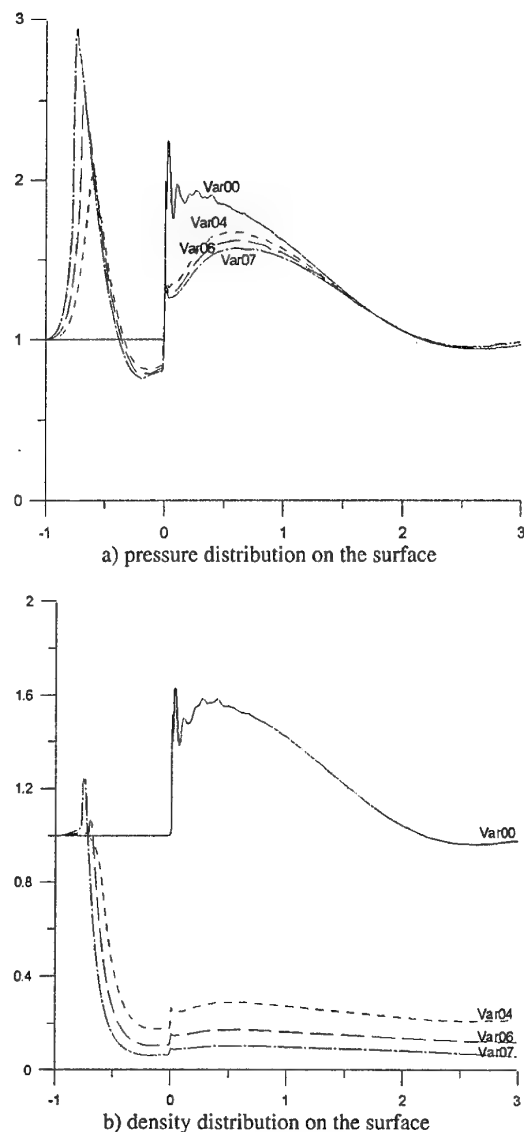 3
2
1
0
Var00
Var04
Var06
Var07
-1 0 1 2 3
a) pressure distribution on the surface
2
1.6
1.2
0.8
0.4
0
Var00
Var04
Var06
Var07
-1 0 1 2 3
b) density distribution on the surface